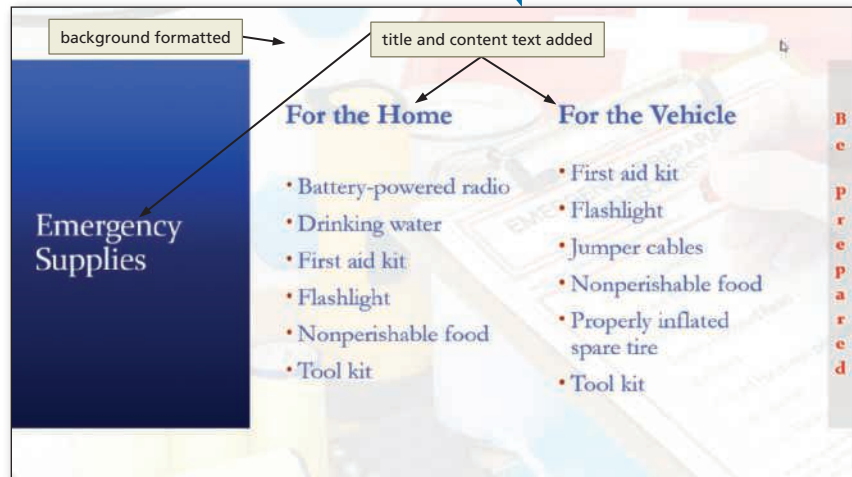 background formatted
title and content text added
Emergency
Supplies
For the Home
• Battery-powered radio
• Drinking water
• First aid kit
• Flashlight
• Nonperishable food
• Tool kit
For the Vehicle
• First aid kit
• Flashlight
• Jumper cables
• Nonperishable food
• Properly inflated
spare tire
• Tool kit
Be prepared